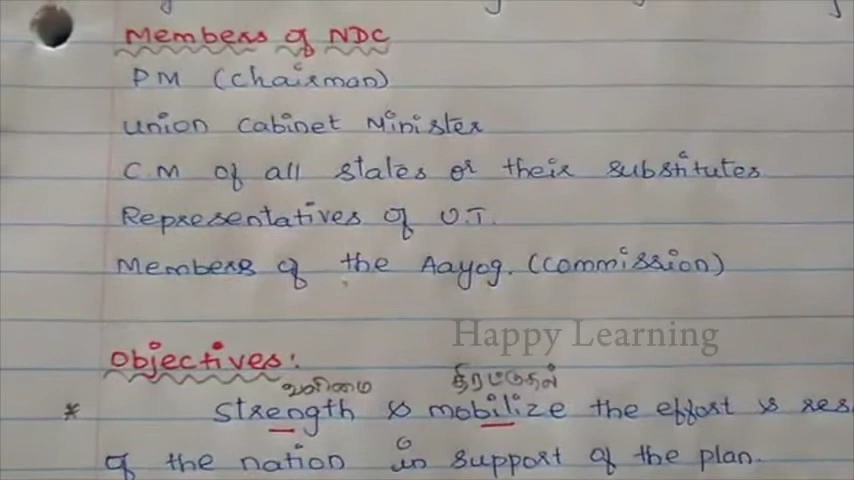 Members of NDC
PM (Chairman)
Union Cabinet Minister
C.M of all states or their substitutes
Representatives of U.T.
Members of the Aayog. (Commission)
Happy Learning
Objectives:
வலிமை திரட்டுதல்
* strength & mobilize the effort & res
of the nation in support of the plan.